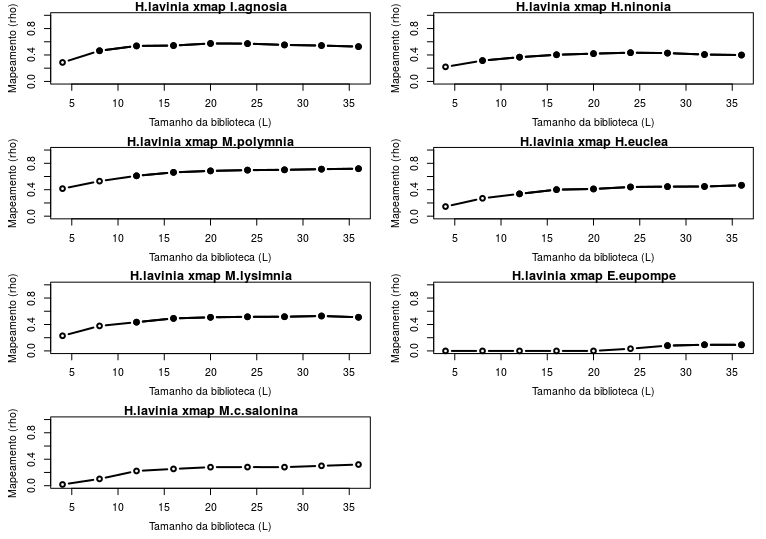 H.lavinia xmap I.agnosia
Mapeamento (rho)
0.0 0.4 0.8
5 10 15 20 25 30 35
Tamanho da biblioteca (L)
H.lavinia xmap H.ninonia
Mapeamento (rho)
0.0 0.4 0.8
5 10 15 20 25 30 35
Tamanho da biblioteca (L)
H.lavinia xmap M.polymnia
Mapeamento (rho)
0.0 0.4 0.8
5 10 15 20 25 30 35
Tamanho da biblioteca (L)
H.lavinia xmap H.euclea
Mapeamento (rho)
0.0 0.4 0.8
5 10 15 20 25 30 35
Tamanho da biblioteca (L)
H.lavinia xmap M.lysimnia
Mapeamento (rho)
0.0 0.4 0.8
5 10 15 20 25 30 35
Tamanho da biblioteca (L)
H.lavinia xmap E.eupompe
Mapeamento (rho)
0.0 0.4 0.8
5 10 15 20 25 30 35
Tamanho da biblioteca (L)
H.lavinia xmap M.c.salonina
Mapeamento (rho)
0.0 0.4 0.8
5 10 15 20 25 30 35
Tamanho da biblioteca (L)